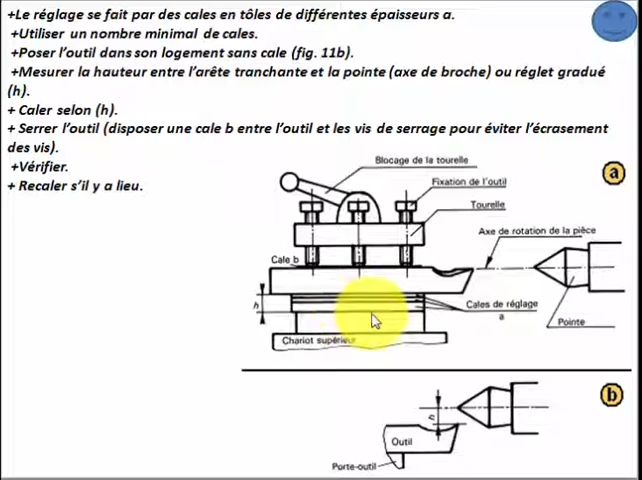 +Le réglage se fait par des cales en tôles de différentes épaisseurs a.
+Utiliser un nombre minimal de cales.
+Poser l'outil dans son logement sans cale (fig. 11b).
+Mesurer la hauteur entre l'arête tranchante et la pointe (axe de broche) ou réglet gradué
(h).
+ Caler selon (h).
+ Serrer l'outil (disposer une cale b entre l'outil et les vis de serrage pour éviter l'écrasement
des vis).
+Vérifier.
+ Recaler s'il y a lieu.
Blocage de la tourelle
a
Fixation de l'outil
Tourelle
Axe de rotation de la pièce
Cale b
h
Cales de réglage
a
Pointe
Chariot supérieur
b
h
Outil
Porte-outil